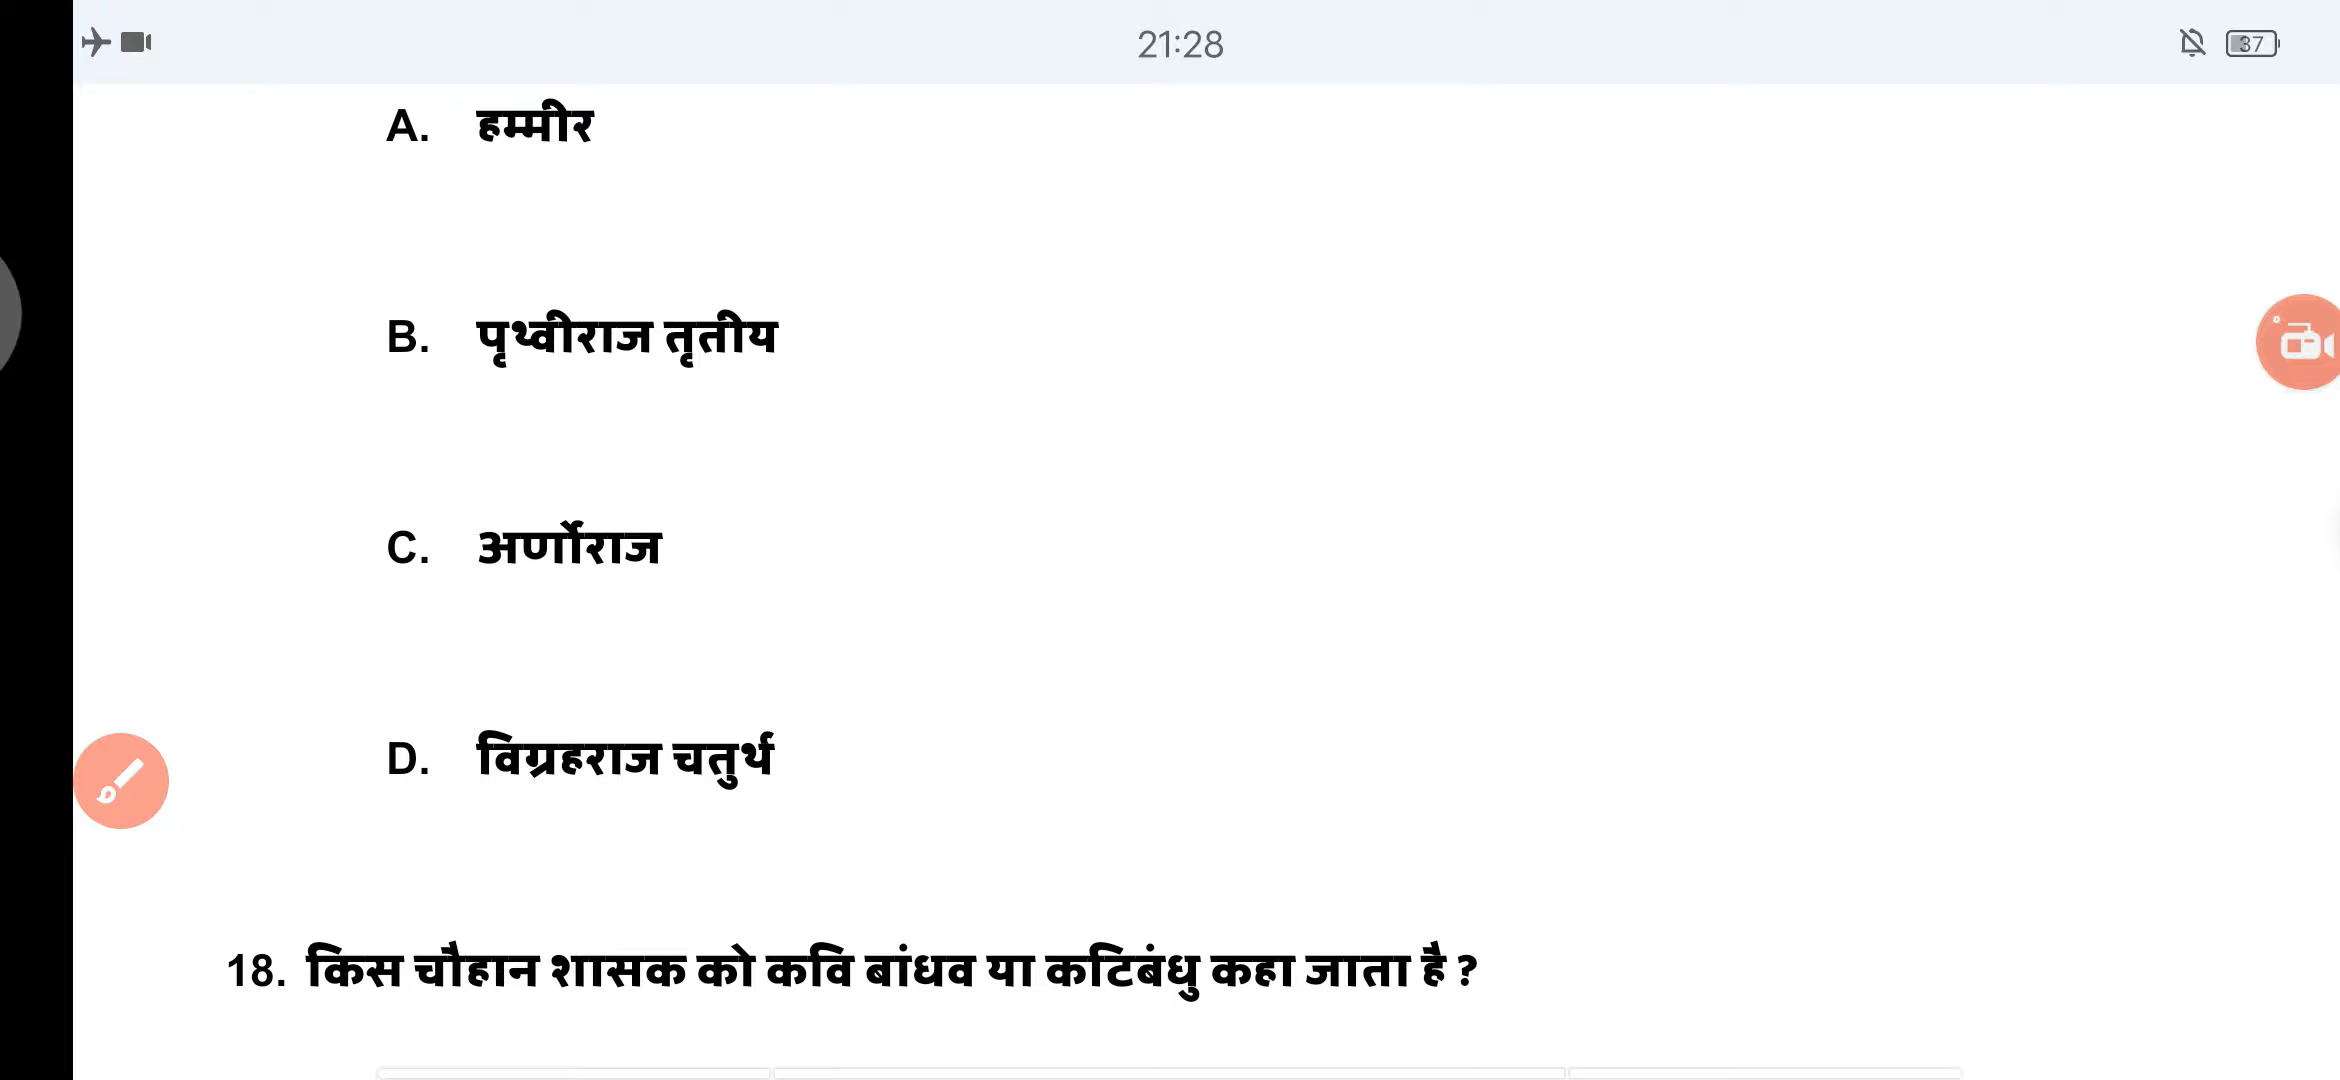 21:28
37
A. हम्मीर
B. पृथ्वीराज तृतीय
C. अर्णोराज
D. विग्रहराज चतुर्थ
18. किस चौहान शासक को कवि बांधव या कटिबंधु कहा जाता है ?